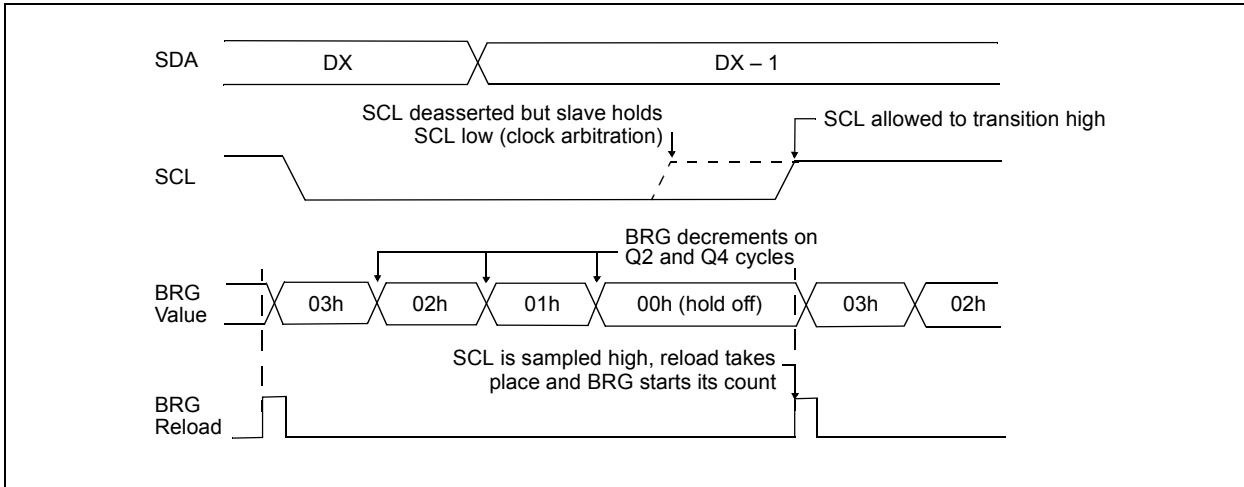 SDA
DX
DX – 1
SCL deasserted but slave holds
SCL low (clock arbitration)
SCL allowed to transition high
SCL
BRG decrements on
Q2 and Q4 cycles
BRG
Value
03h
02h
01h
00h (hold off)
03h
02h
SCL is sampled high, reload takes
place and BRG starts its count
BRG
Reload